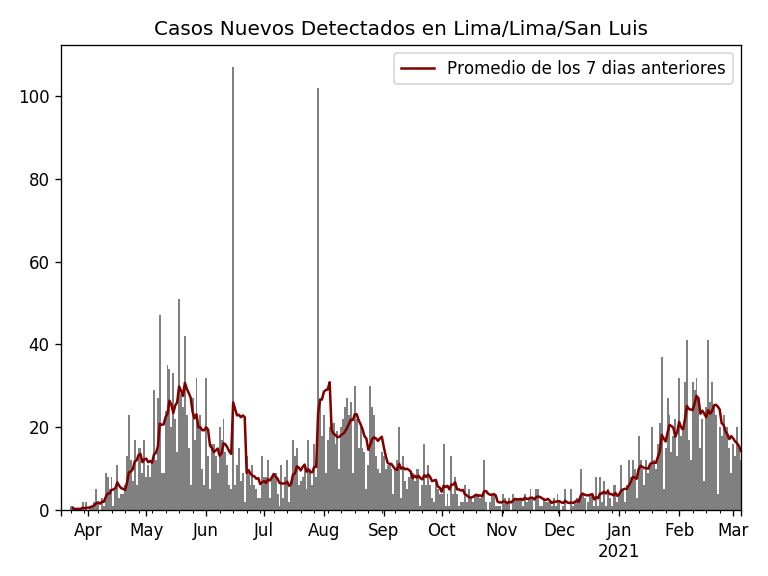 Casos Nuevos Detectados en Lima/Lima/San Luis
Promedio de los 7 dias anteriores
100
80
60
40
20
0
Apr May Jun Jul Aug Sep Oct Nov Dec Jan Feb Mar
2021